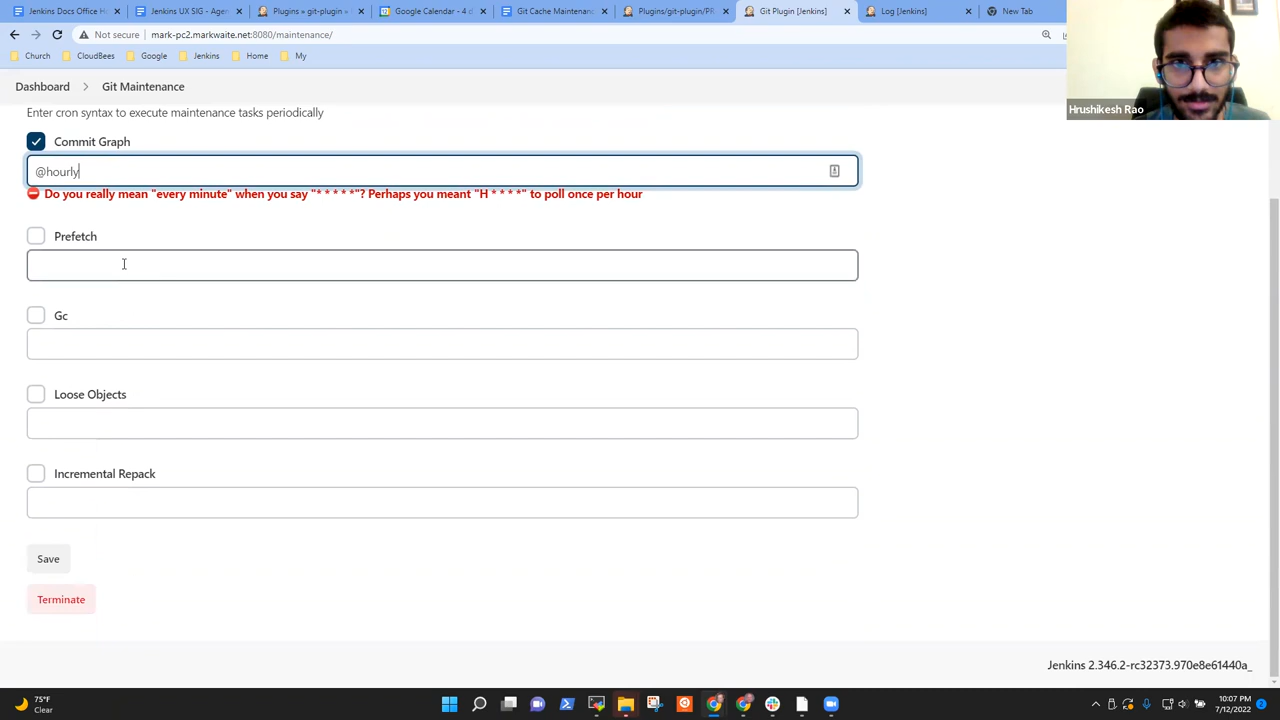 Jenkins Docs Office H
Jenkins UX SIG - Agen
Plugins » git-plugin »
Google Calendar - 4 d
Git Cache Maintenanc
Plugins/git-plugin/PR
Git Plugin [Jenkins]
Log [Jenkins]
New Tab
Not secure
mark-pc2.markwaite.net:8080/maintenance/
Church
CloudBees
Google
Jenkins
Home
My
Hrushikesh Rao
Dashboard
Git Maintenance
Enter cron syntax to execute maintenance tasks periodically
Commit Graph
@hourly
Do you really mean "every minute" when you say "* * * * *"? Perhaps you meant "H * * * *" to poll once per hour
Prefetch
Gc
Loose Objects
Incremental Repack
Save
Terminate
Jenkins 2.346.2-rc32373.970e8e61440a_
75°F
Clear
10:07 PM
7/12/2022